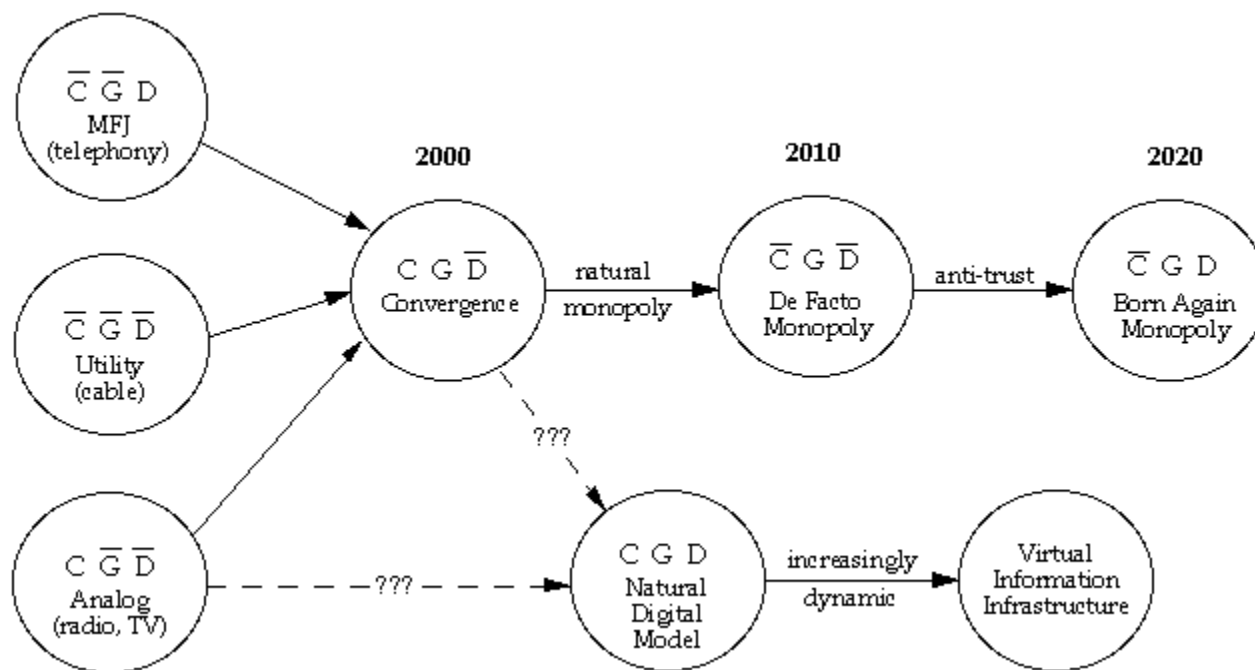 C̅ G̅ D
MFJ
(telephony)
2000
2010
2020
C G D̅
Convergence
natural
monopoly
C̅ G D̅
De Facto
Monopoly
anti-trust
C̅ G D
Born Again
Monopoly
C̅ G̅ D̅
Utility
(cable)
???
C G̅ D̅
Analog
(radio, TV)
???
C G D
Natural
Digital
Model
increasingly
dynamic
Virtual
Information
Infrastructure